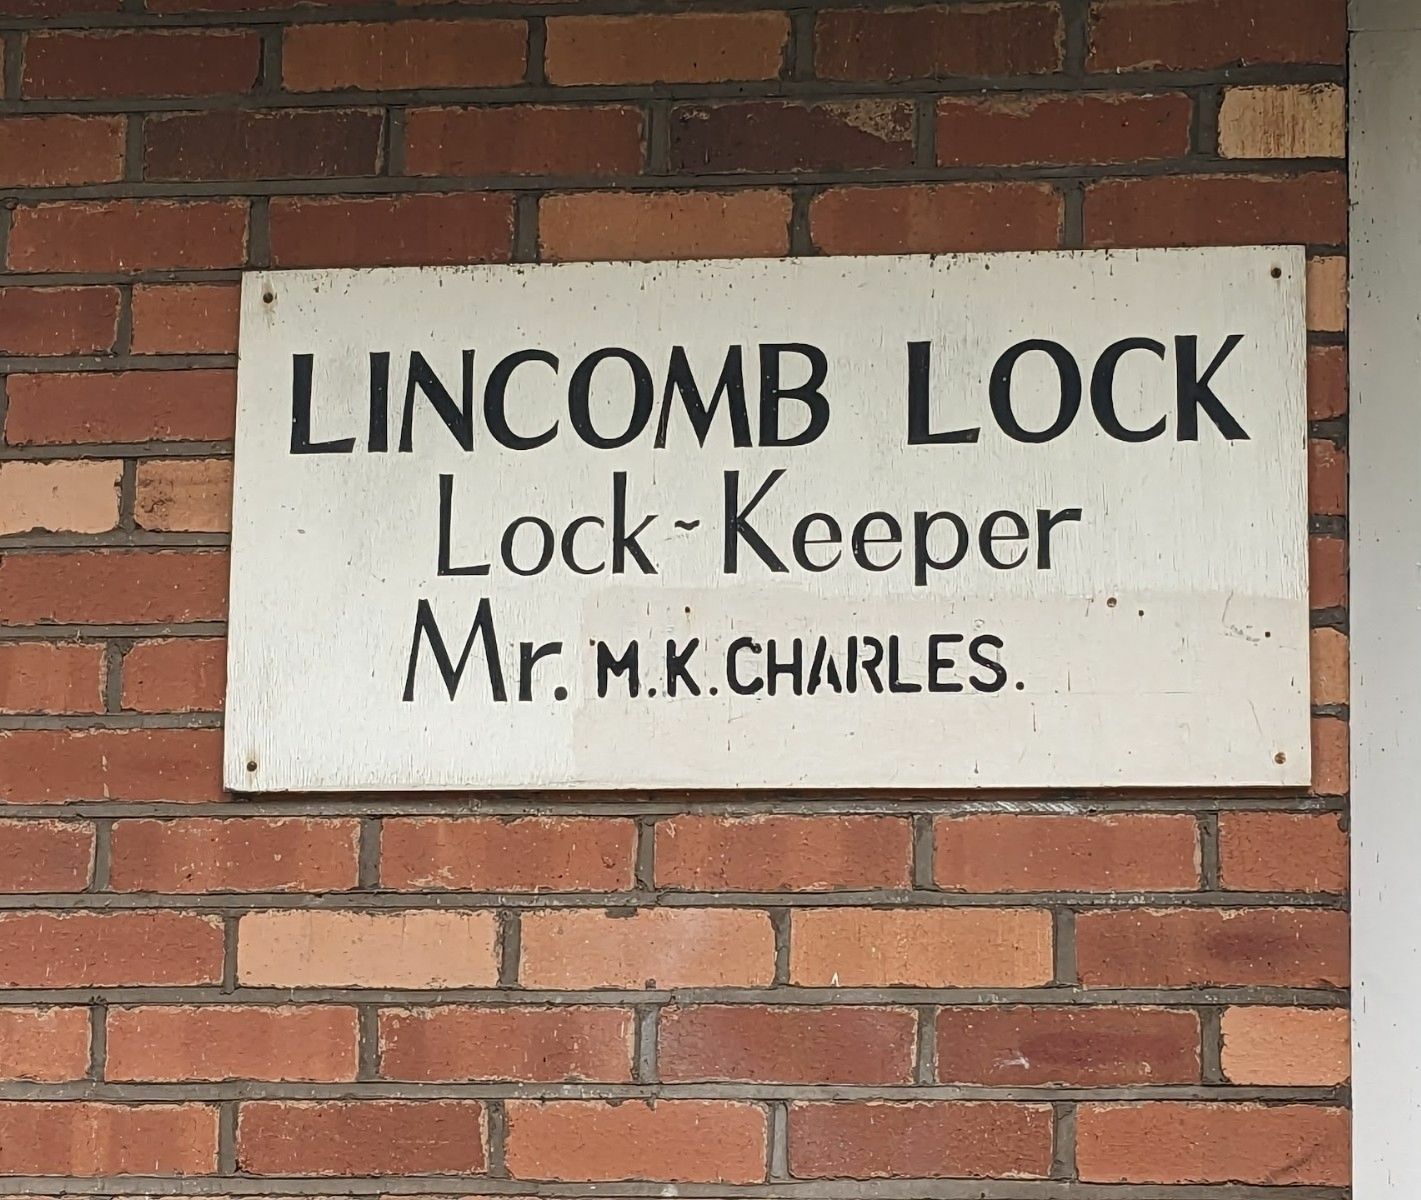 LINCOMB LOCK
Lock~Keeper
Mr. M.K.CHARLES.